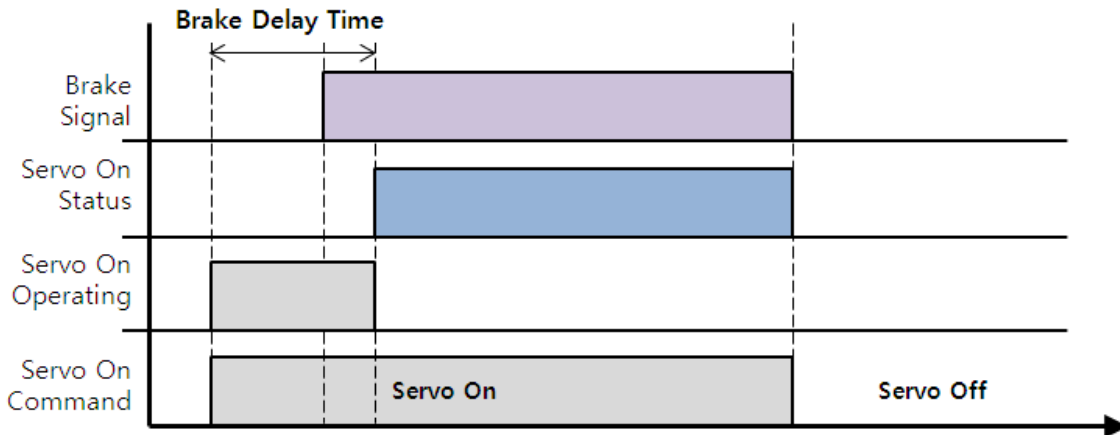 Brake Delay Time
Brake
Signal
Servo On
Status
Servo On
Operating
Servo On
Command
Servo On
Servo Off